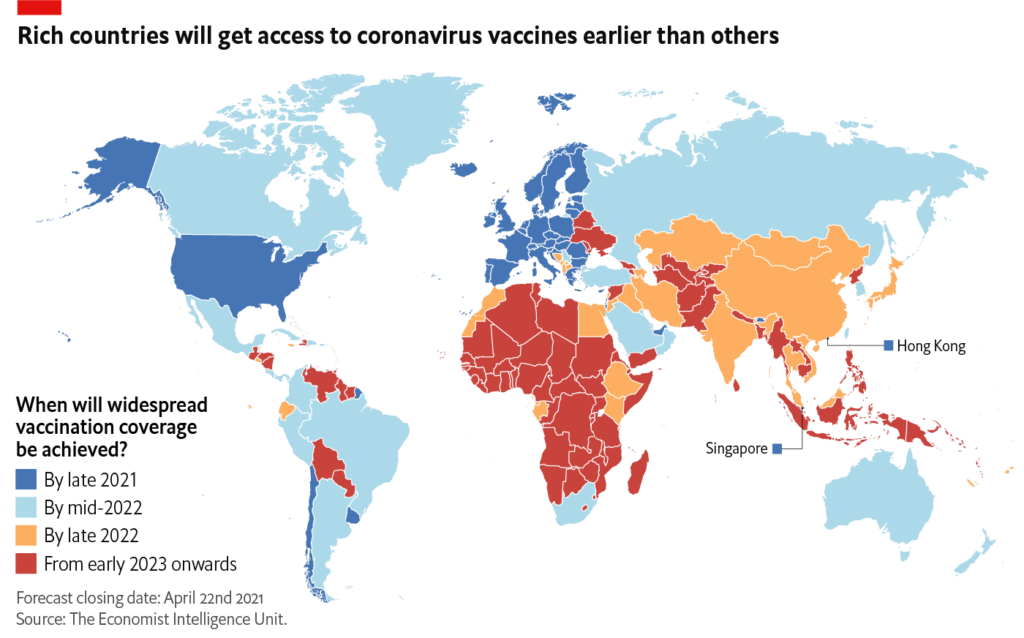 Rich countries will get access to coronavirus vaccines earlier than others
Hong Kong
Singapore
When will widespread
vaccination coverage
be achieved?
By late 2021
By mid-2022
By late 2022
From early 2023 onwards
Forecast closing date: April 22nd 2021
Source: The Economist Intelligence Unit.